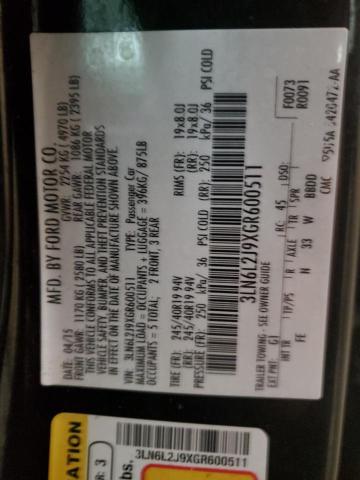 MFD. BY FORD MOTOR CO.
GVWR: 2254 KG ( 4970 LB)
04/15
FRONT GAWR: 1170 KG ( 2580 LB)
REAR GAWR: 1086 KG ( 2395 LB)
THIS VEHICLE CONFORMS TO ALL APPLICABLE FEDERAL MOTOR
VEHICLE SAFETY, BUMPER, AND THEFT PREVENTION STANDARDS
IN EFFECT ON THE DATE OF MANUFACTURE SHOWN ABOVE.
VIN: 3LN6L2J9XGR600511
TYPE: Passenger Car
MAXIMUM = OCCUPANTS + LUGGAGE = 396KG/ 875LB
OCCUPANTS = 5 TOTAL: 2 FRONT, 3 REAR
TIRE (FR): 245/40R19 94V RIMS (FR): 19x8.0J
(RR): 245/40R19 94V (RR): 19x8.0J
PRESSURE (FR): 250 kPa/ 36 PSI COLD (RR): 250 kPa/ 36 PSI COLD
3LN6L2J9XGR600511
TRAILER TOWING - SEE OWNER GUIDE
F0073
R0091
EXT PNT: G1 RC: 45 DSO:
INT TR TP/PS R AXLE TR SPR
FE N 33 W BBDD
CMC
ATION
R: 3
lbs.
3LN6L2J9XGR600511